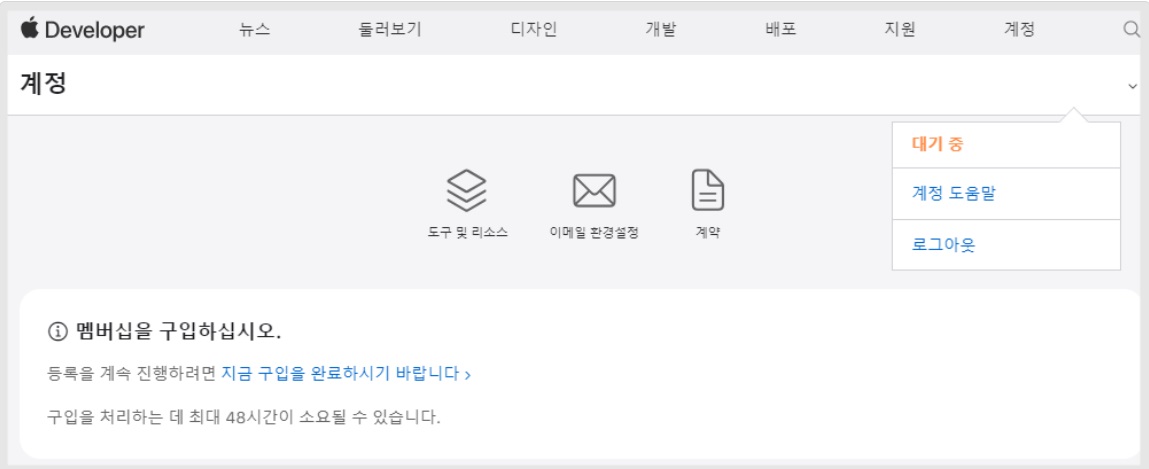 Developer 뉴스 둘러보기 디자인 개발 배포 지원 계정
계정
대기 중
계정 도움말
로그아웃
도구 및 리소스 이메일 환경설정 계약
멤버십을 구입하십시오.
등록을 계속 진행하려면 지금 구입을 완료하시기 바랍니다 >
구입을 처리하는 데 최대 48시간이 소요될 수 있습니다.